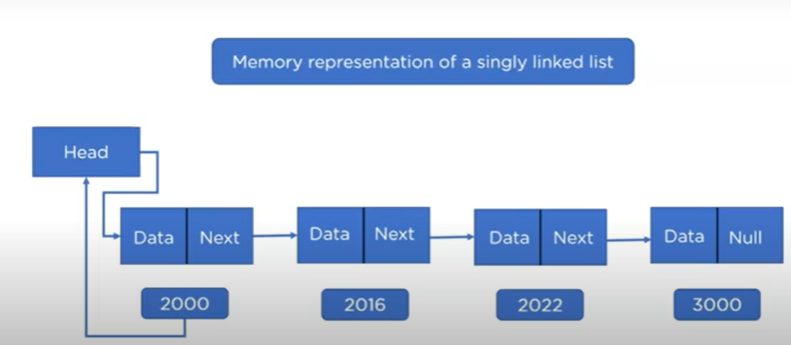 Memory representation of a singly linked list
Head
Data Next
Data Next
Data Next
Data Null
2000
2016
2022
3000